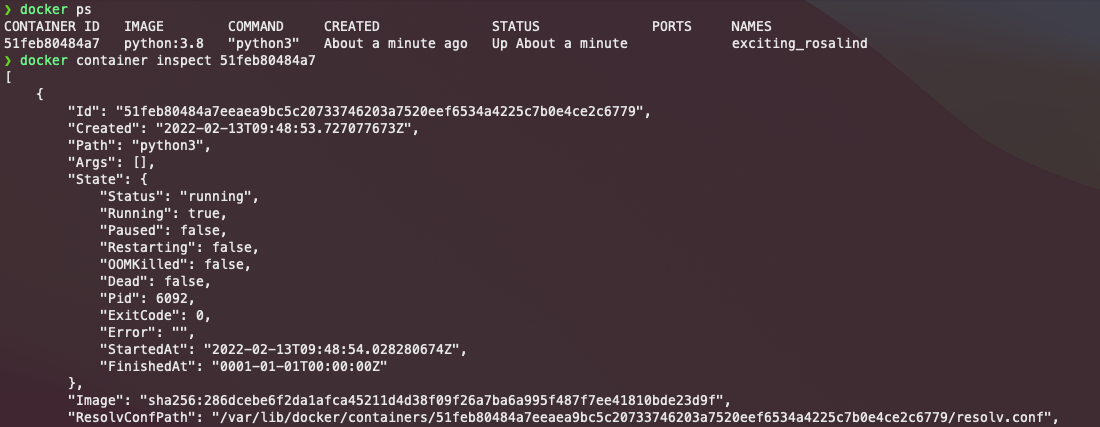 ❯ docker ps
CONTAINER ID   IMAGE        COMMAND     CREATED              STATUS              PORTS     NAMES
51feb80484a7   python:3.8   "python3"   About a minute ago   Up About a minute             exciting_rosalind
❯ docker container inspect 51feb80484a7
[
    {
        "Id": "51feb80484a7eeaea9bc5c20733746203a7520eef6534a4225c7b0e4ce2c6779",
        "Created": "2022-02-13T09:48:53.727077673Z",
        "Path": "python3",
        "Args": [],
        "State": {
            "Status": "running",
            "Running": true,
            "Paused": false,
            "Restarting": false,
            "OOMKilled": false,
            "Dead": false,
            "Pid": 6092,
            "ExitCode": 0,
            "Error": "",
            "StartedAt": "2022-02-13T09:48:54.028280674Z",
            "FinishedAt": "0001-01-01T00:00:00Z"
        },
        "Image": "sha256:286dcebe6f2da1afca45211d4d38f09f26a7ba6a995f487f7ee41810bde23d9f",
        "ResolvConfPath": "/var/lib/docker/containers/51feb80484a7eeaea9bc5c20733746203a7520eef6534a4225c7b0e4ce2c6779/resolv.conf",